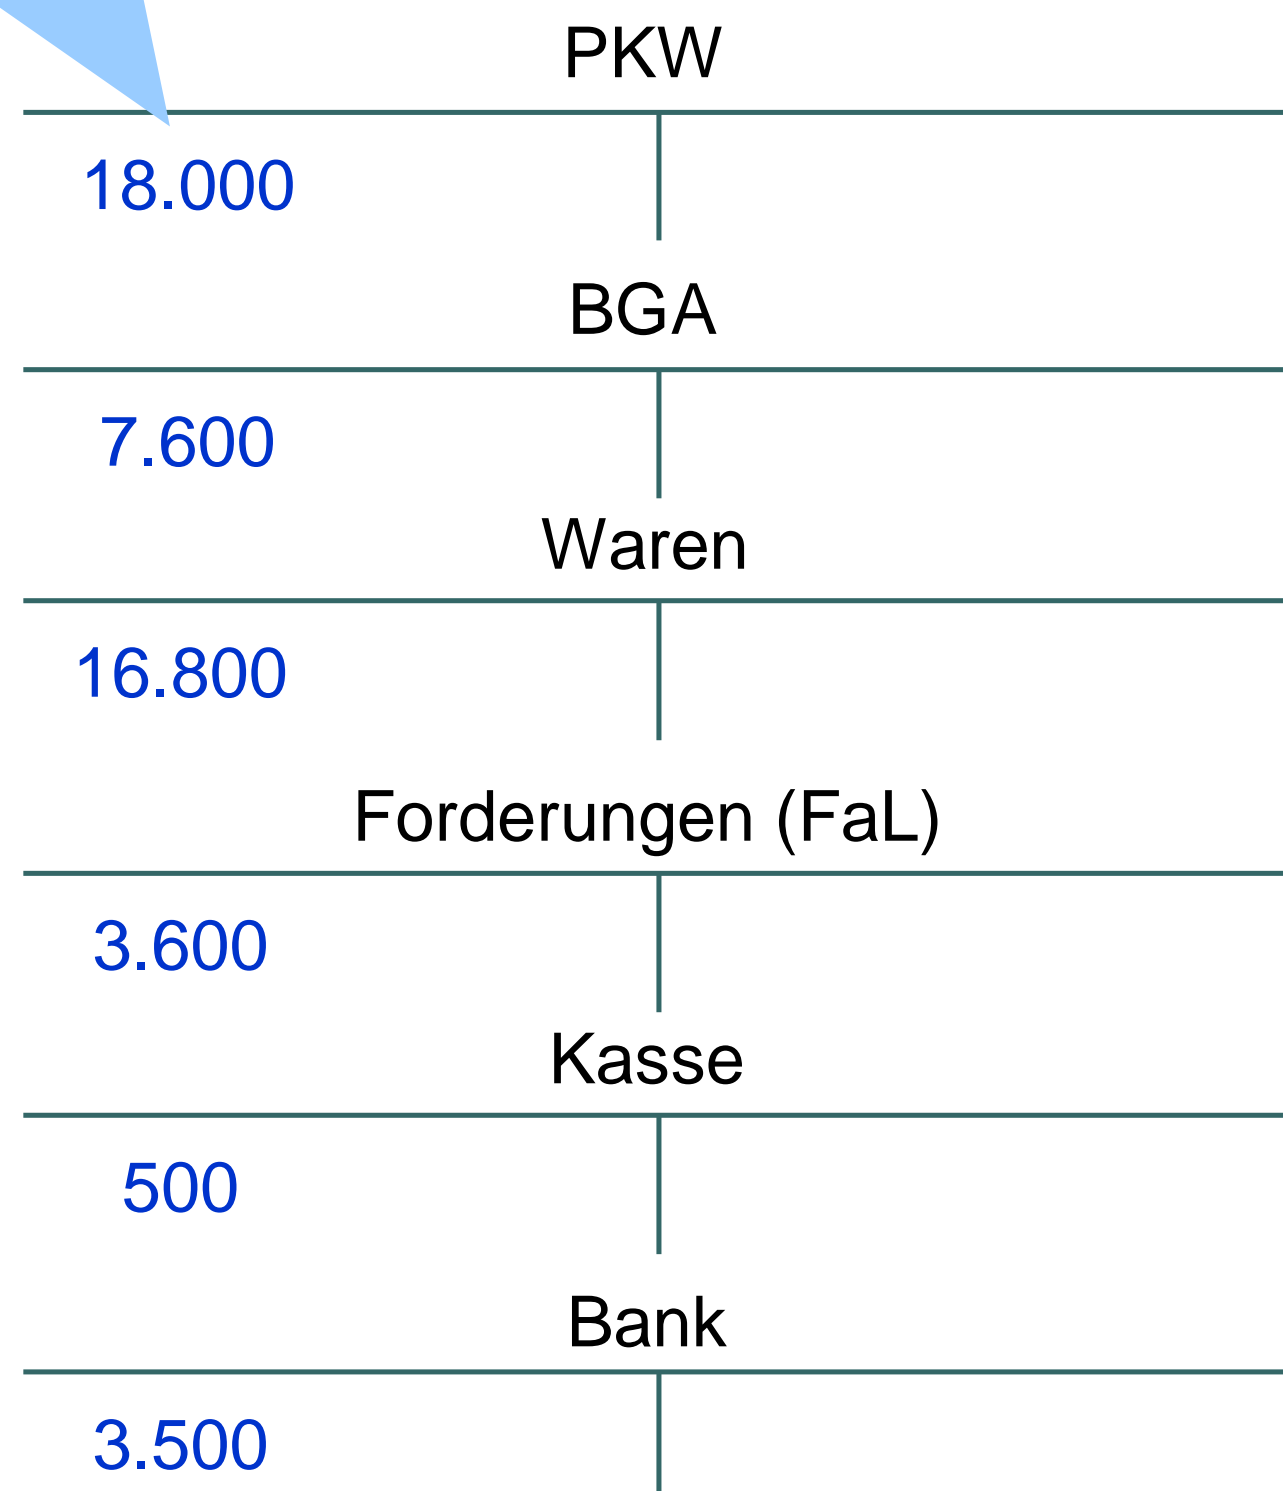 PKW
18.000
BGA
7.600
Waren
16.800
Forderungen (FaL)
3.600
Kasse
500
Bank
3.500